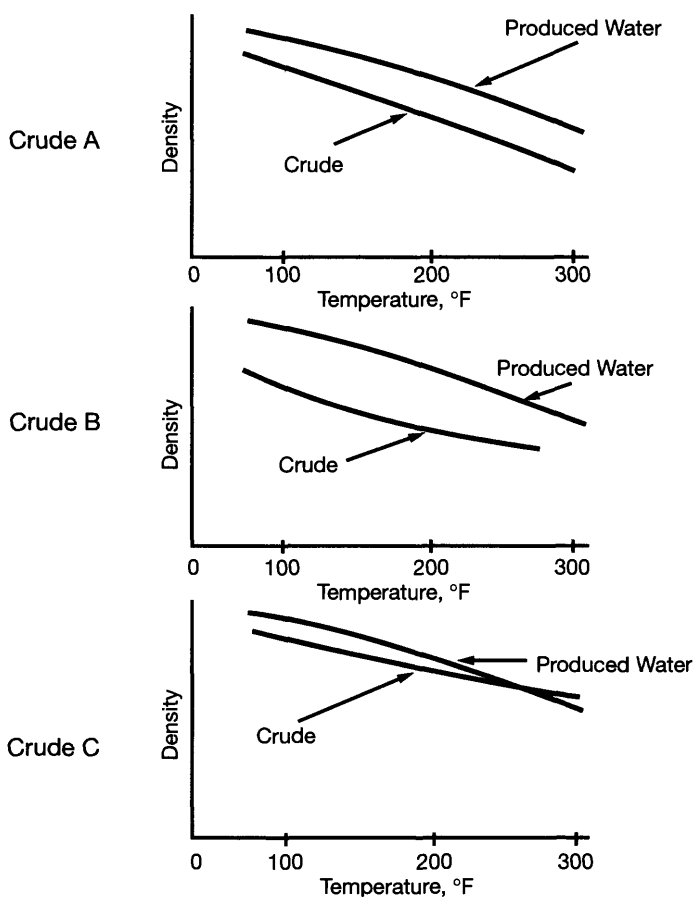 Produced Water
Crude A
Density
Crude
0 100 200 300
Temperature, °F
Produced Water
Crude B
Density
Crude
0 100 200 300
Temperature, °F
Produced Water
Crude C
Density
Crude
0 100 200 300
Temperature, °F